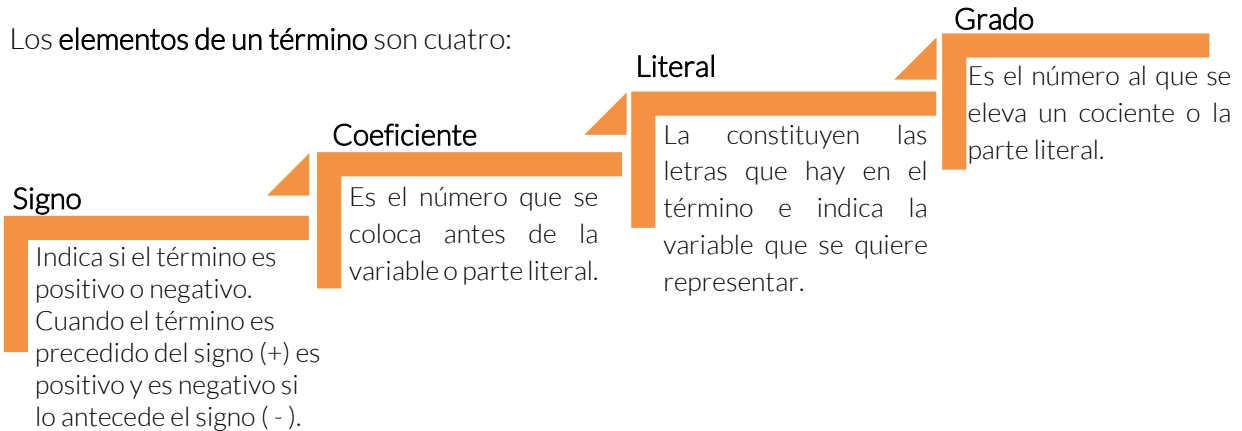 Los elementos de un término son cuatro:
Signo
Indica si el término es
positivo o negativo.
Cuando el término es
precedido del signo (+) es
positivo y es negativo si
lo antecede el signo ( - ).
Coeficiente
Es el número que se
coloca antes de la
variable o parte literal.
Literal
La constituyen las
letras que hay en el
término e indica la
variable que se quiere
representar.
Grado
Es el número al que se
eleva un cociente o la
parte literal.